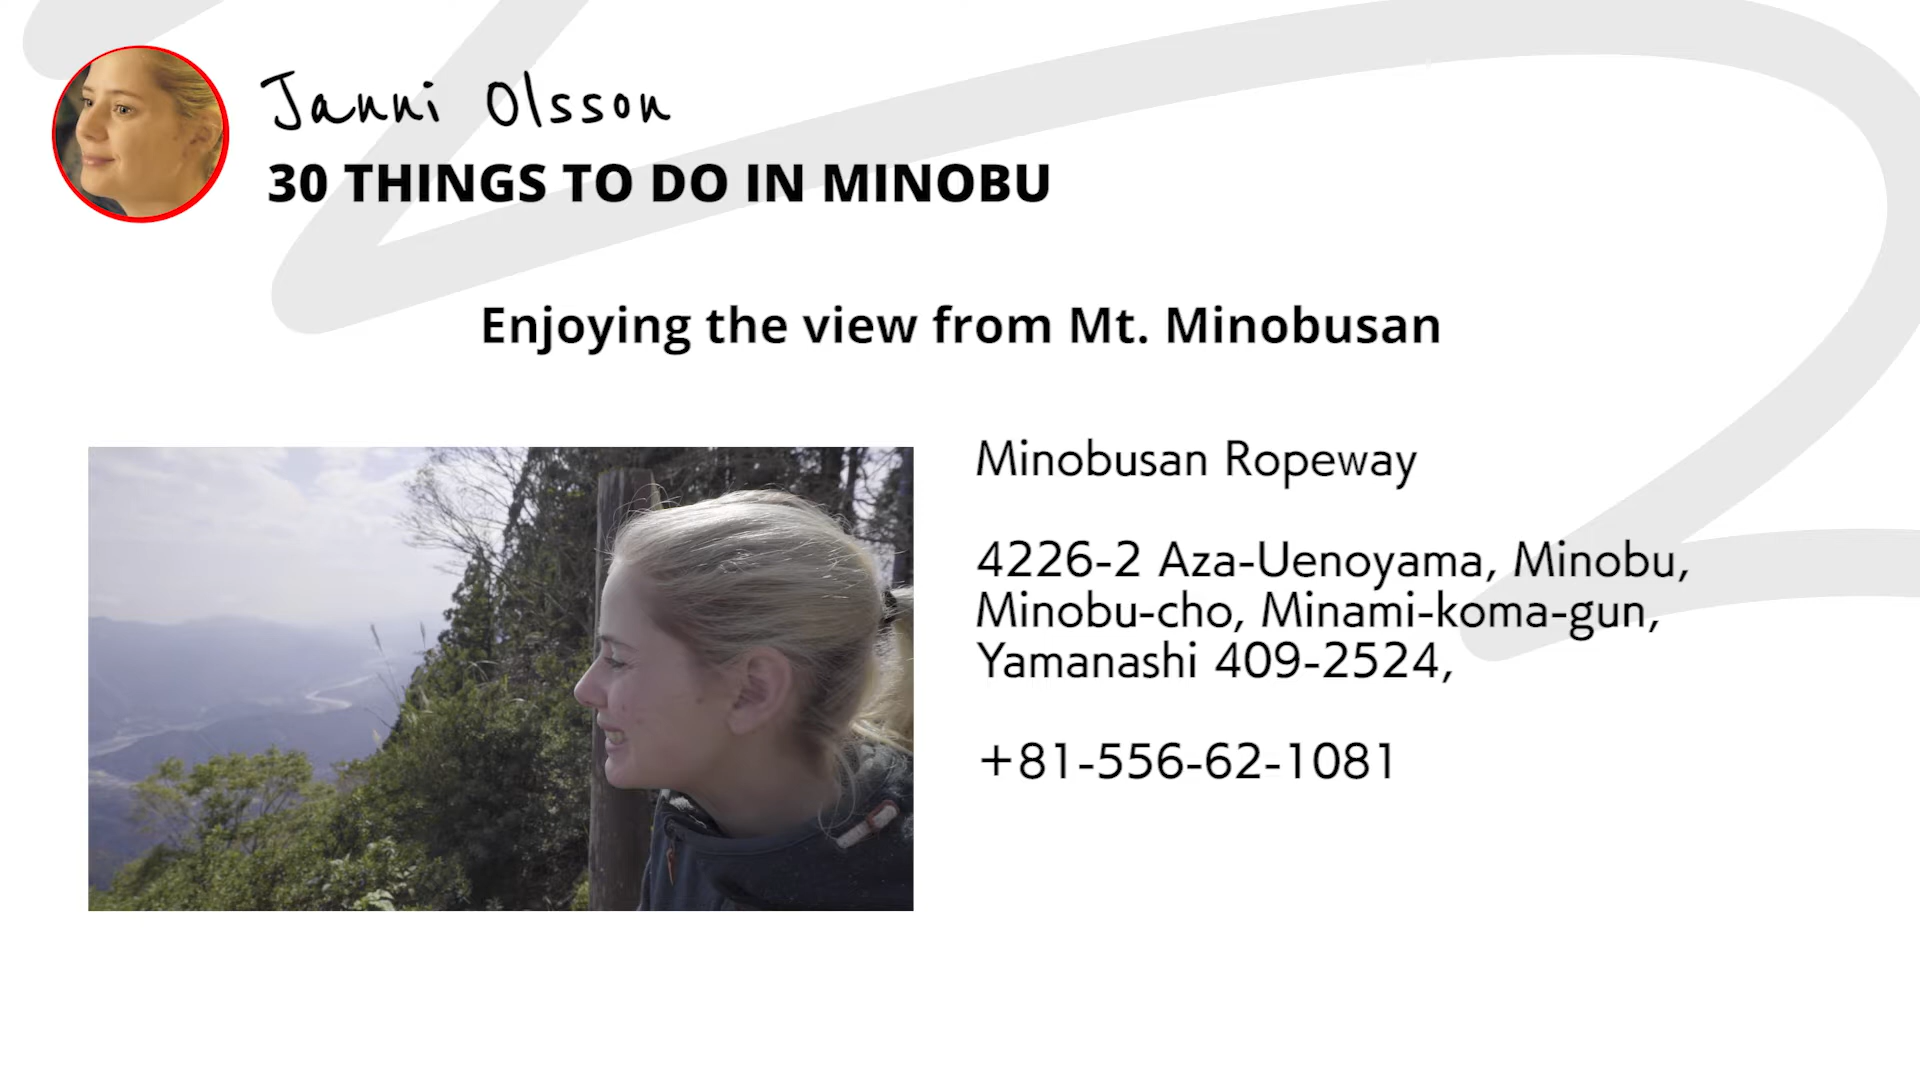 Janni Olsson
30 THINGS TO DO IN MINOBU
Enjoying the view from Mt. Minobusan
Minobusan Ropeway
4226-2 Aza-Uenoyama, Minobu,
Minobu-cho, Minami-koma-gun,
Yamanashi 409-2524,
+81-556-62-1081